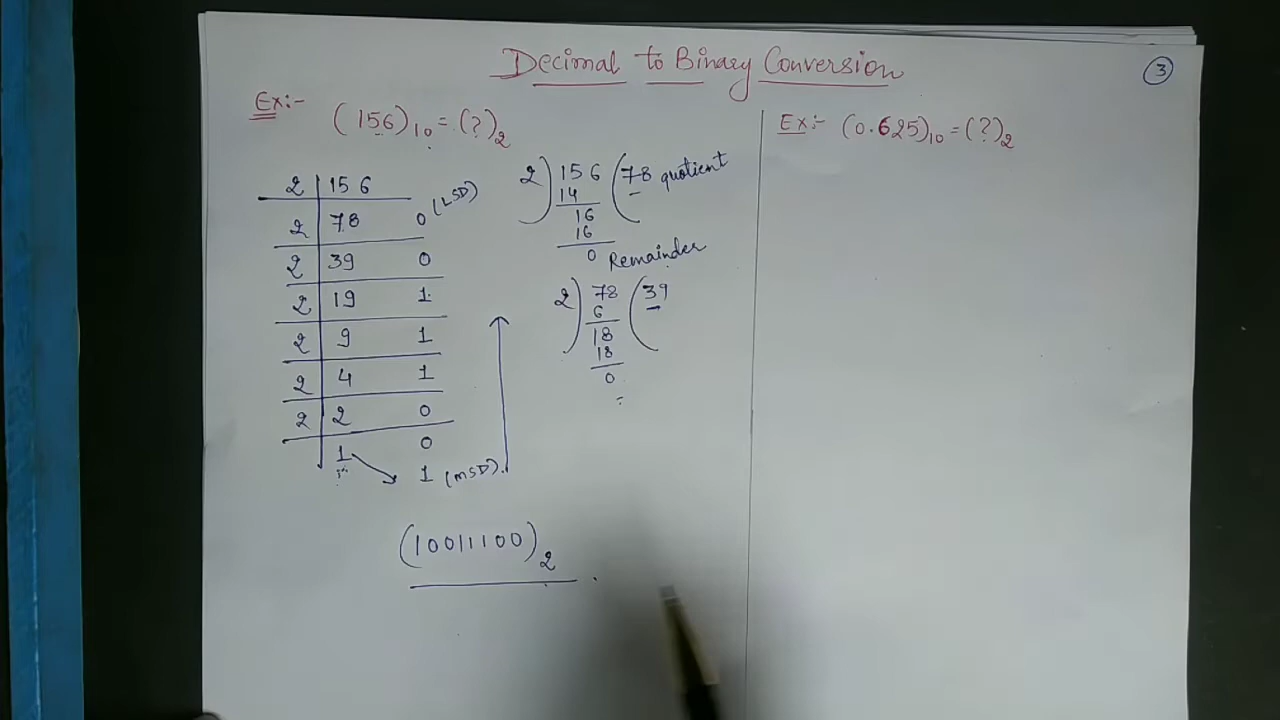 Decimal to Binary Conversion
3
Ex:- (156)10 = (?)2
2 | 156
2 | 78 0 (LSD)
2 | 39 0
2 | 19 1
2 | 9 1
2 | 4 1
2 | 2 0
1 0
1 (MSD)
2) 156 (78 quotient
14
16
16
0 Remainder
2) 78 (39
6
18
18
0
(10011100)2
Ex:- (0.625)10 = (?)2